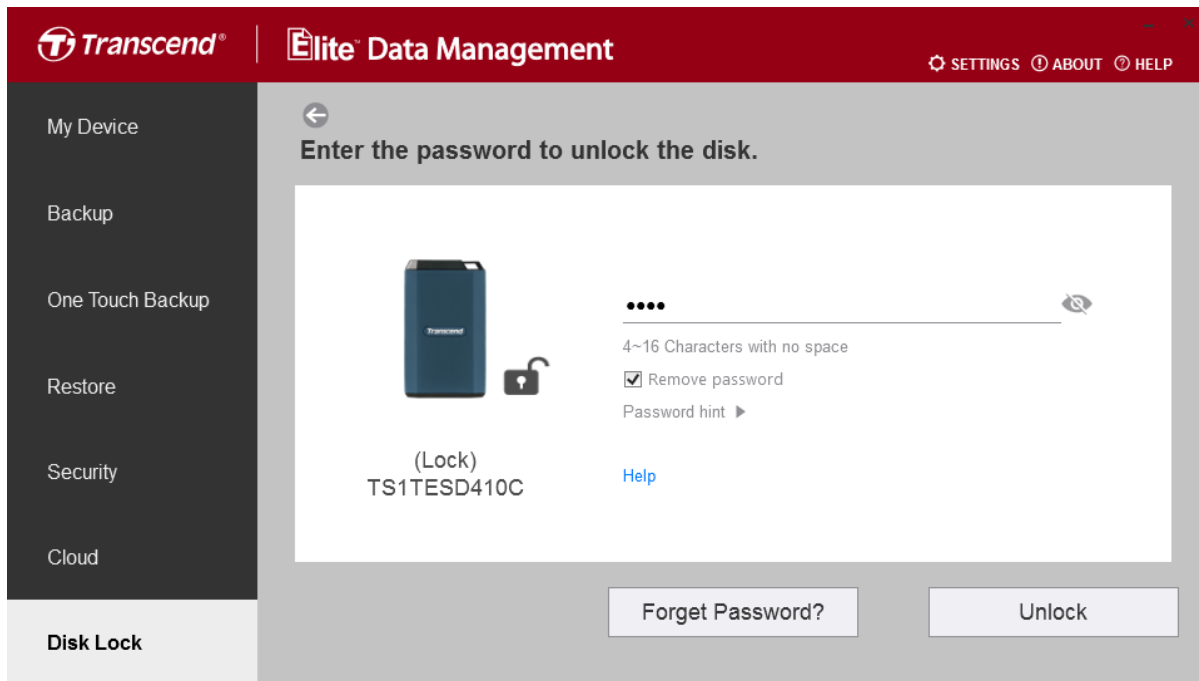 Transcend®
Elite™ Data Management
SETTINGS ABOUT HELP
My Device
Backup
One Touch Backup
Restore
Security
Cloud
Disk Lock
Enter the password to unlock the disk.
Transcend
(Lock)
TS1TESD410C
••••
4~16 Characters with no space
Remove password
Password hint
Help
Forget Password?
Unlock